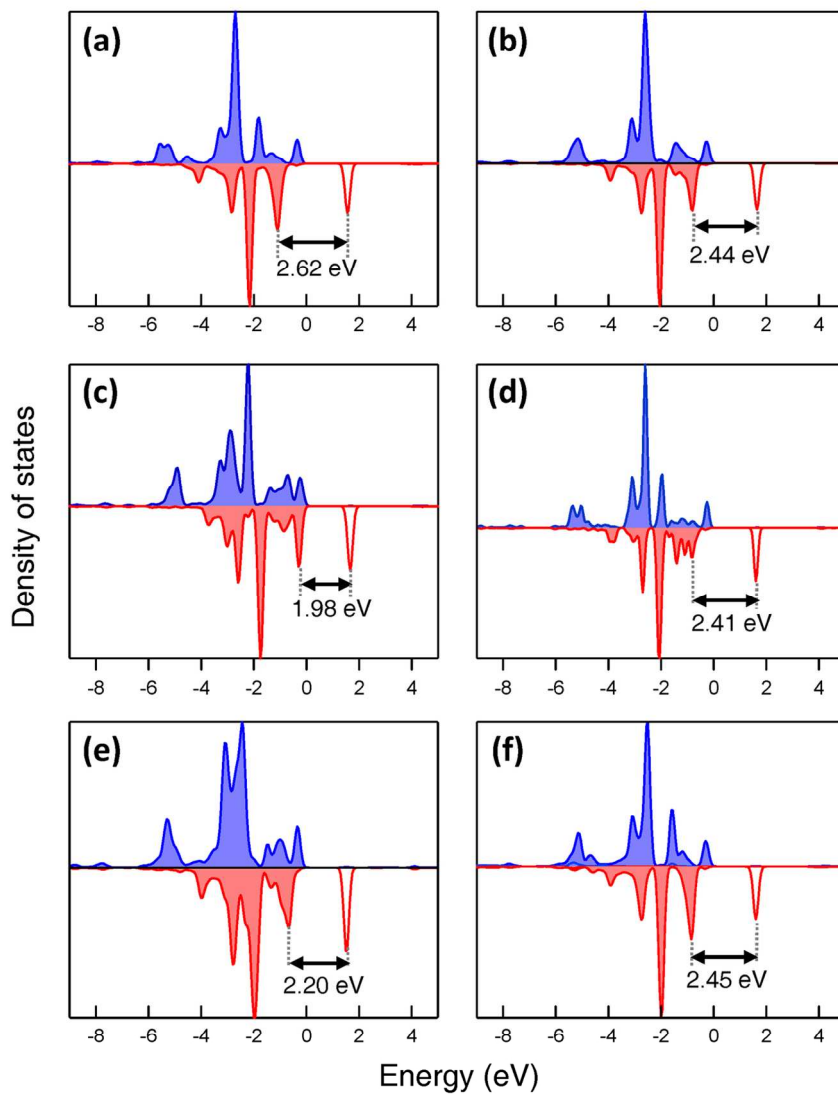 (a)
(b)
2.62 eV
2.44 eV
-8 -6 -4 -2 0 2 4
-8 -6 -4 -2 0 2 4
(c)
(d)
Density of states
1.98 eV
2.41 eV
-8 -6 -4 -2 0 2 4
-8 -6 -4 -2 0 2 4
(e)
(f)
2.20 eV
2.45 eV
-8 -6 -4 -2 0 2 4
-8 -6 -4 -2 0 2 4
Energy (eV)